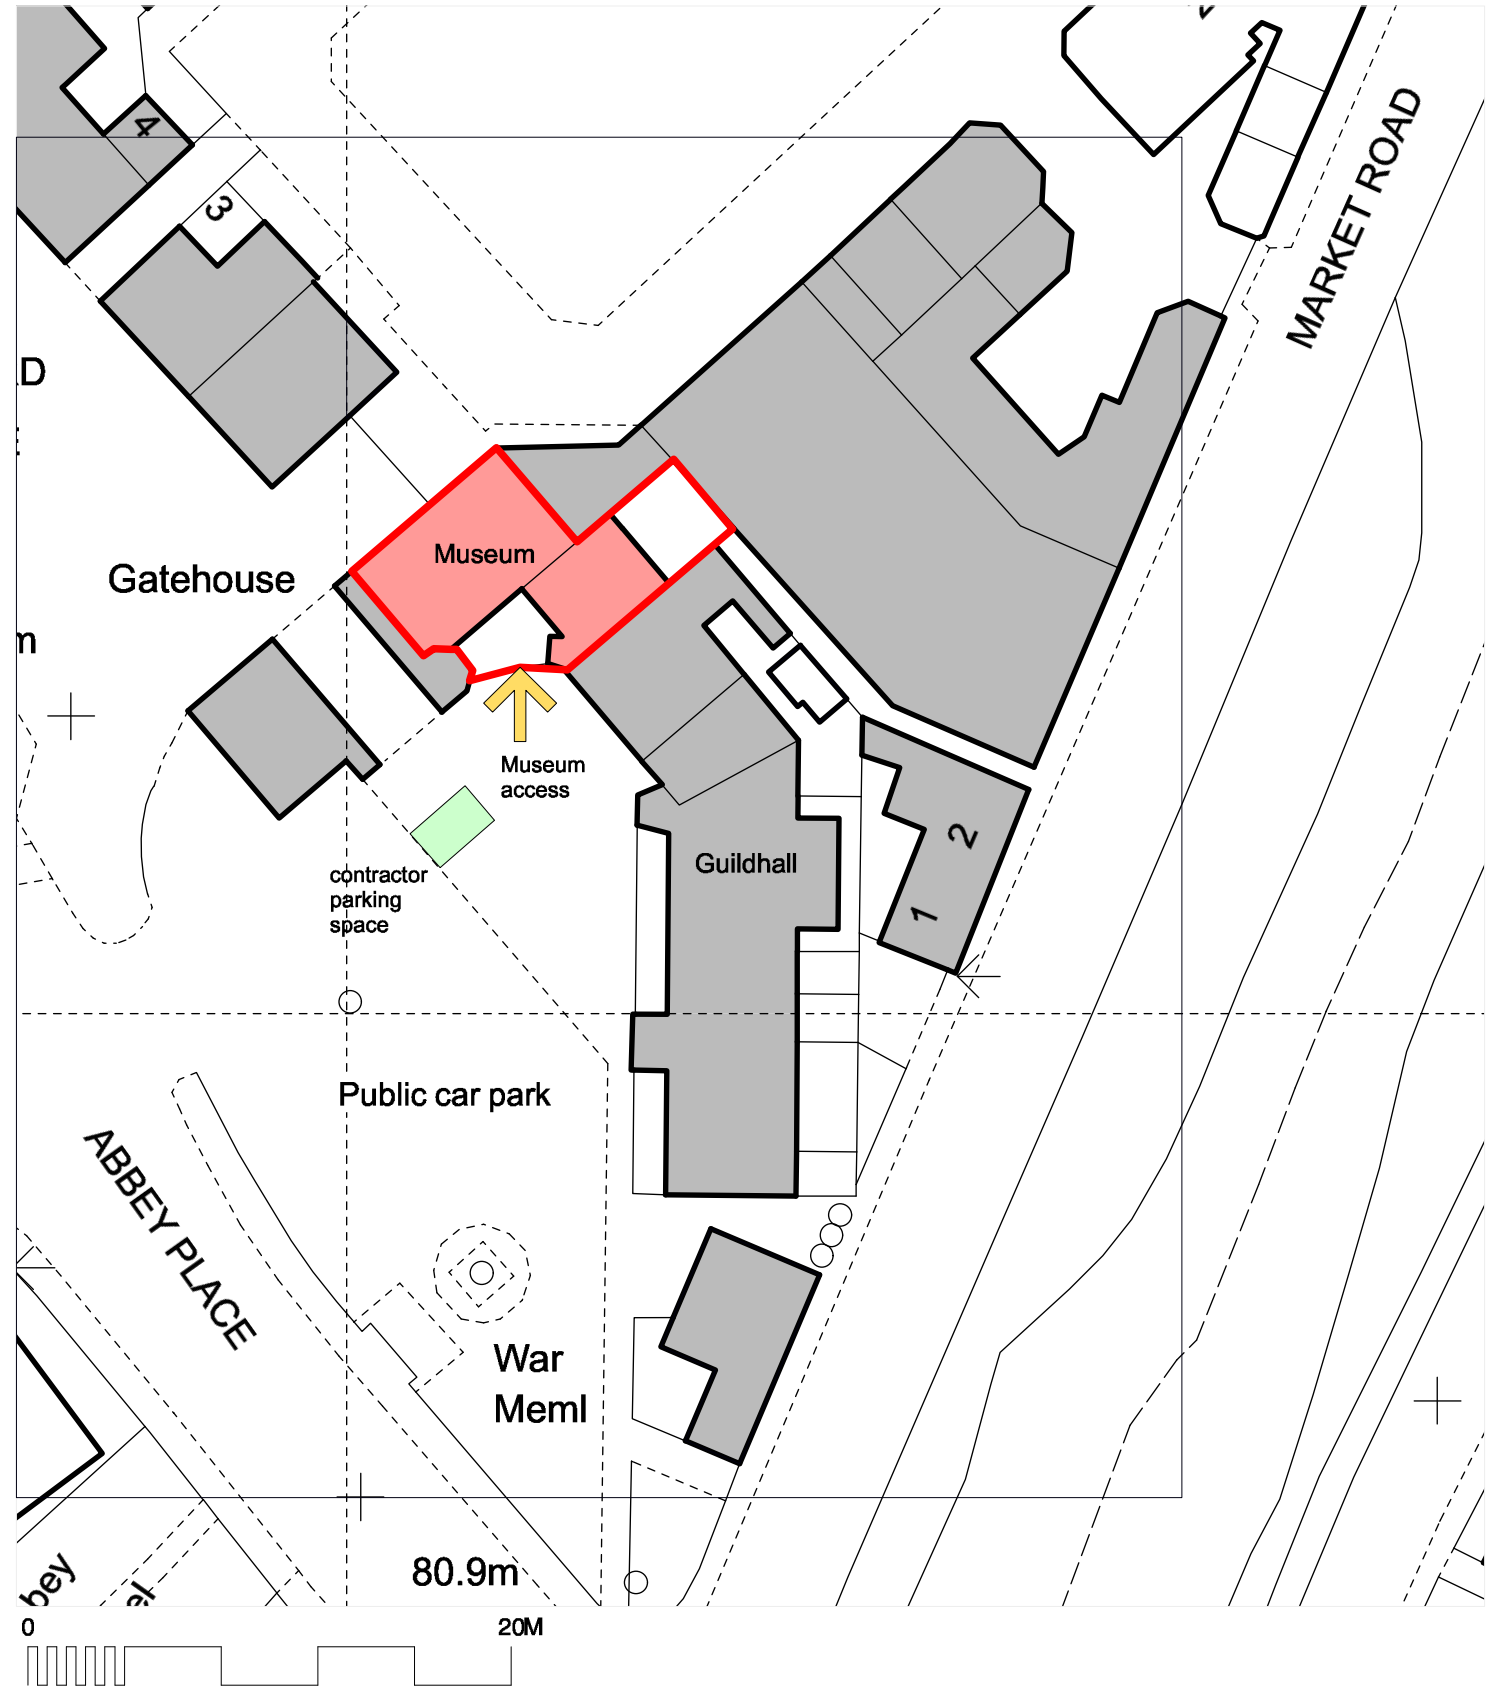 4
3
MARKET ROAD
Museum
Gatehouse
Museum
access
2
Guildhall
contractor
parking
space
1
Public car park
ABBEY PLACE
War
Meml
80.9m
0
20M